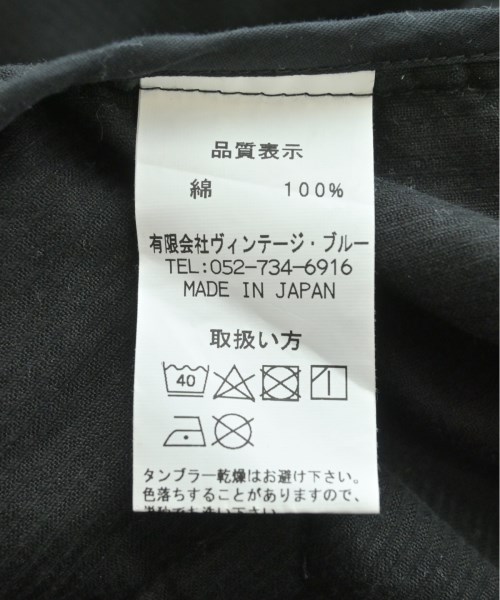 品質表示
綿 100%
有限会社ヴィンテージ・ブルー
TEL:052-734-6916
MADE IN JAPAN
取扱い方
40
タンブラー乾燥はお避け下さい。
色落ちすることがありますので、